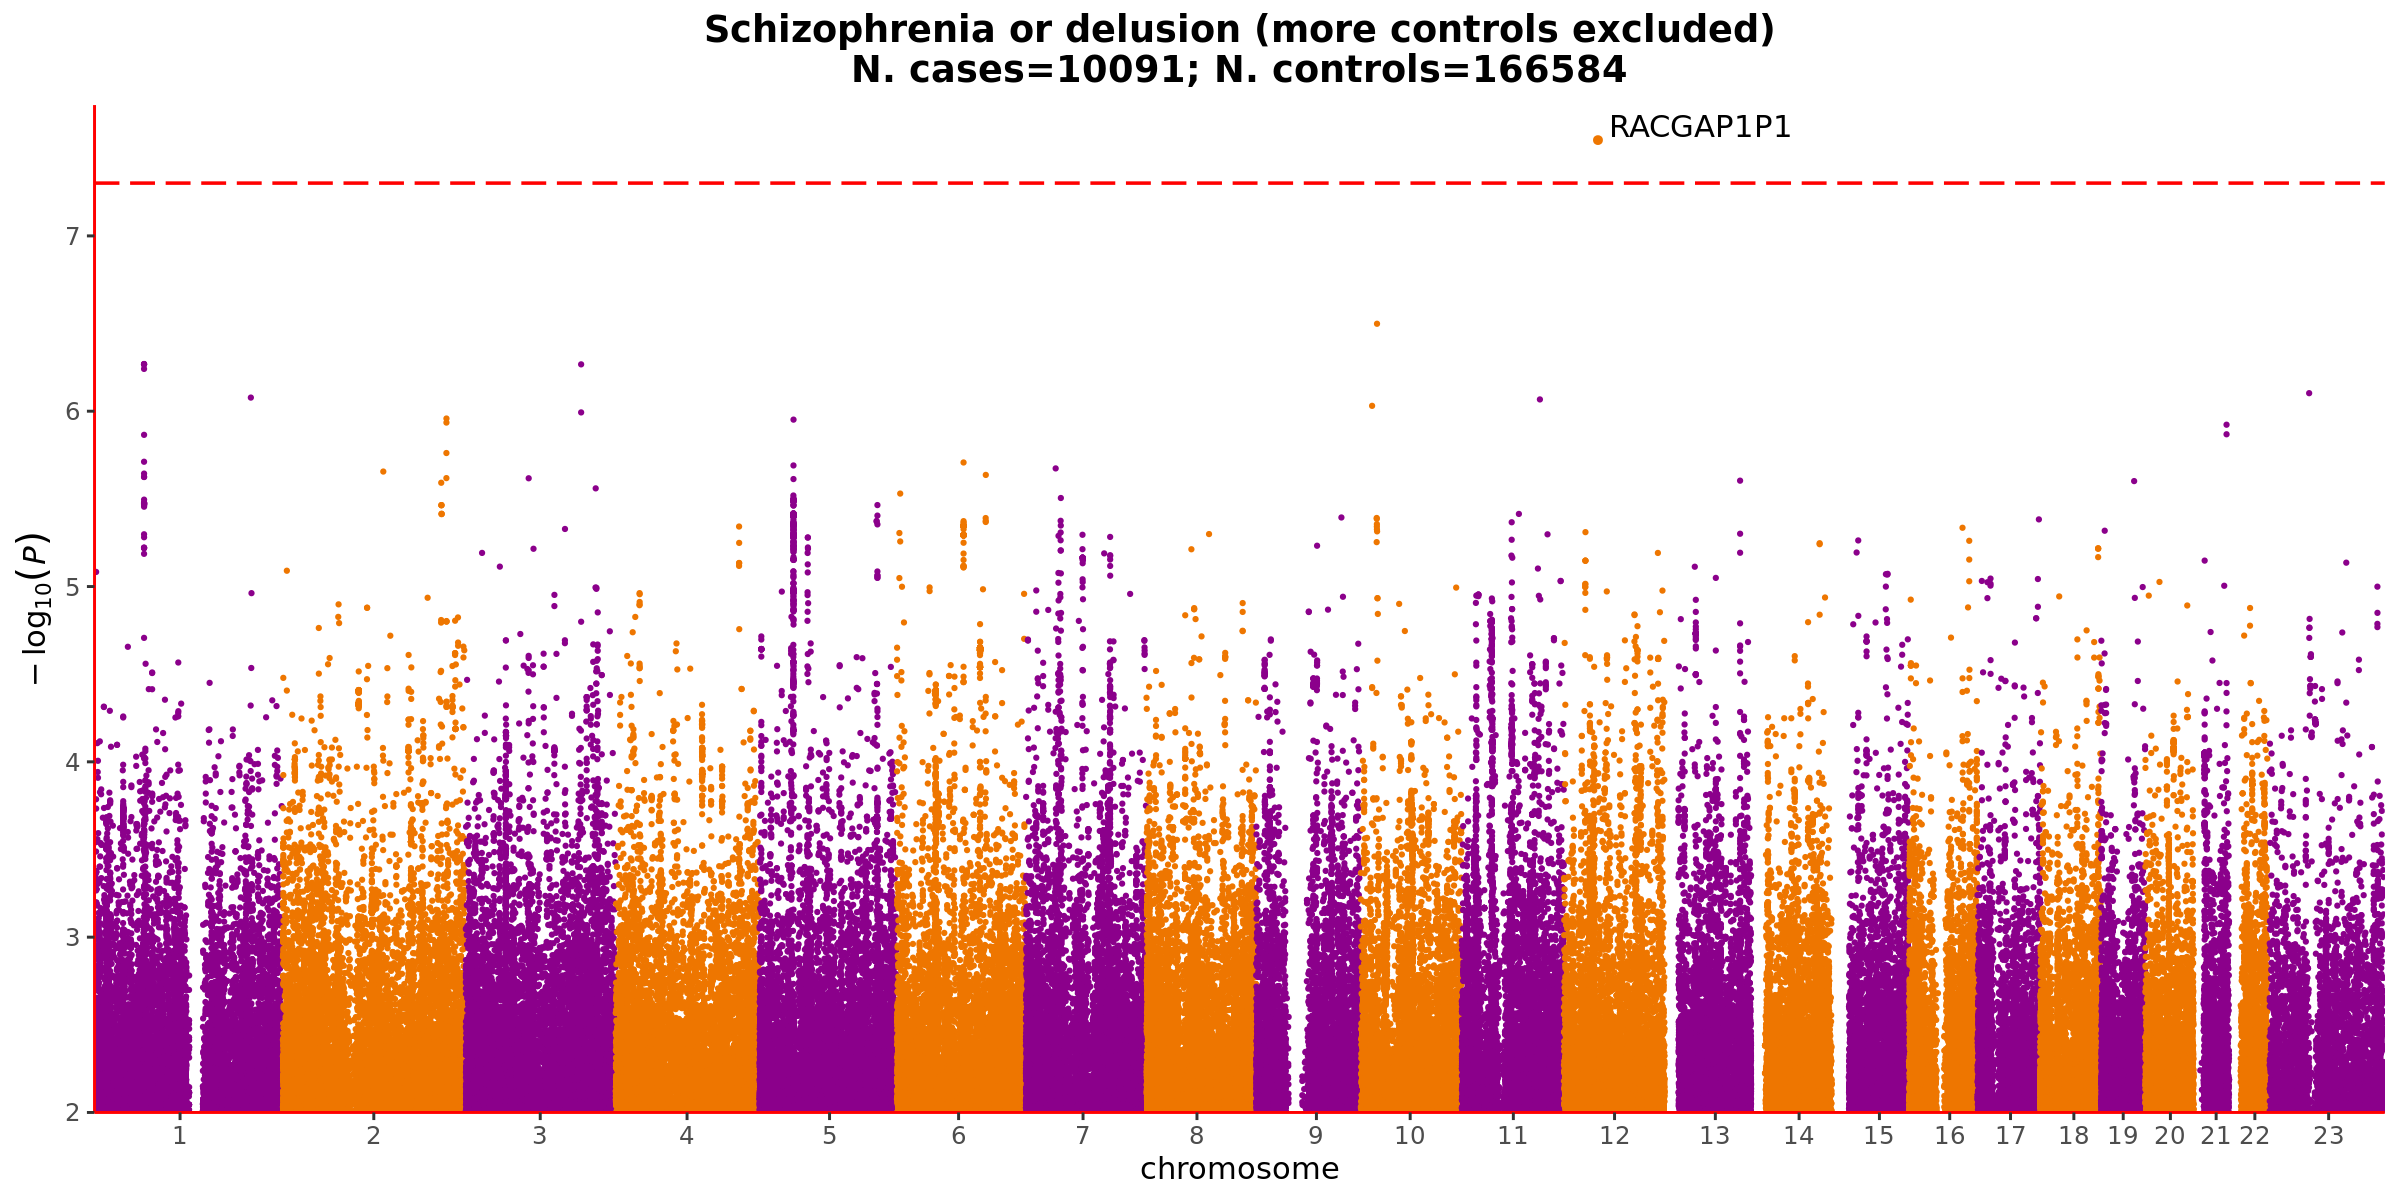 Schizophrenia or delusion (more controls excluded)
N. cases=10091; N. controls=166584
RACGAP1P1
7
6
5
4
3
2
−log₁₀(P)
1 2 3 4 5 6 7 8 9 10 11 12 13 14 15 16 17 18 19 20 21 22 23
chromosome